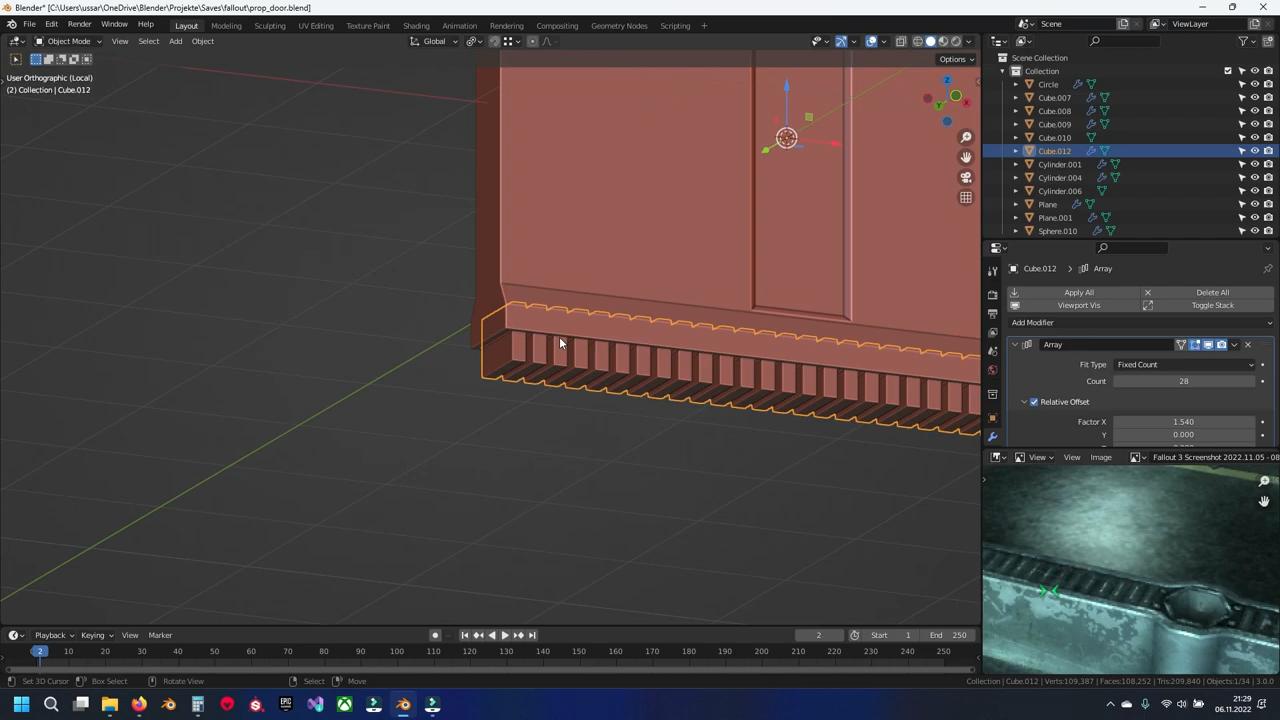 Blender* [C:\Users\ussar\OneDrive\Blender\Projekte\Saves\fallout\prop_door.blend]
File Edit Render Window Help Layout Modeling Sculpting UV Editing Texture Paint Shading Animation Rendering Compositing Geometry Nodes Scripting + Scene ViewLayer
Object Mode View Select Add Object Global
Options
User Orthographic (Local)
(2) Collection | Cube.012
Z
X
Y
Scene Collection
Collection
Circle
Cube.007
Cube.008
Cube.009
Cube.010
Cube.012
Cylinder.001
Cylinder.004
Cylinder.006
Plane
Plane.001
Sphere.010
Cube.012 > Array
Apply All Delete All
Viewport Vis Toggle Stack
Add Modifier
Array
Fit Type Fixed Count
Count 28
Relative Offset
Factor X 1.540
Y 0.000
View View Image Fallout 3 Screenshot 2022.11.05 - 08
Playback Keying View Marker 2 Start 1 End 250
2 10 20 30 40 50 60 70 80 90 100 110 120 130 140 150 160 170 180 190 200 210 220 230 240 250
Set 3D Cursor Box Select Rotate View Select Move Collection | Cube.012 | Verts:109,387 | Faces:108,252 | Tris:209,840 | Objects:1/34 | 3.0.0
21:29
06.11.2022